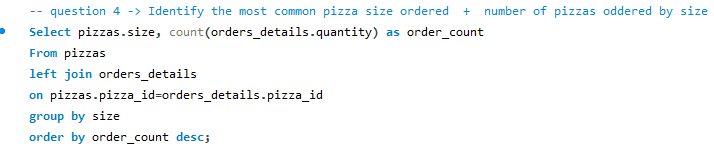 -- question 4 -> Identify the most common pizza size ordered  +  number of pizzas oddered by size
Select pizzas.size, count(orders_details.quantity) as order_count
From pizzas
left join orders_details
on pizzas.pizza_id=orders_details.pizza_id
group by size
order by order_count desc;